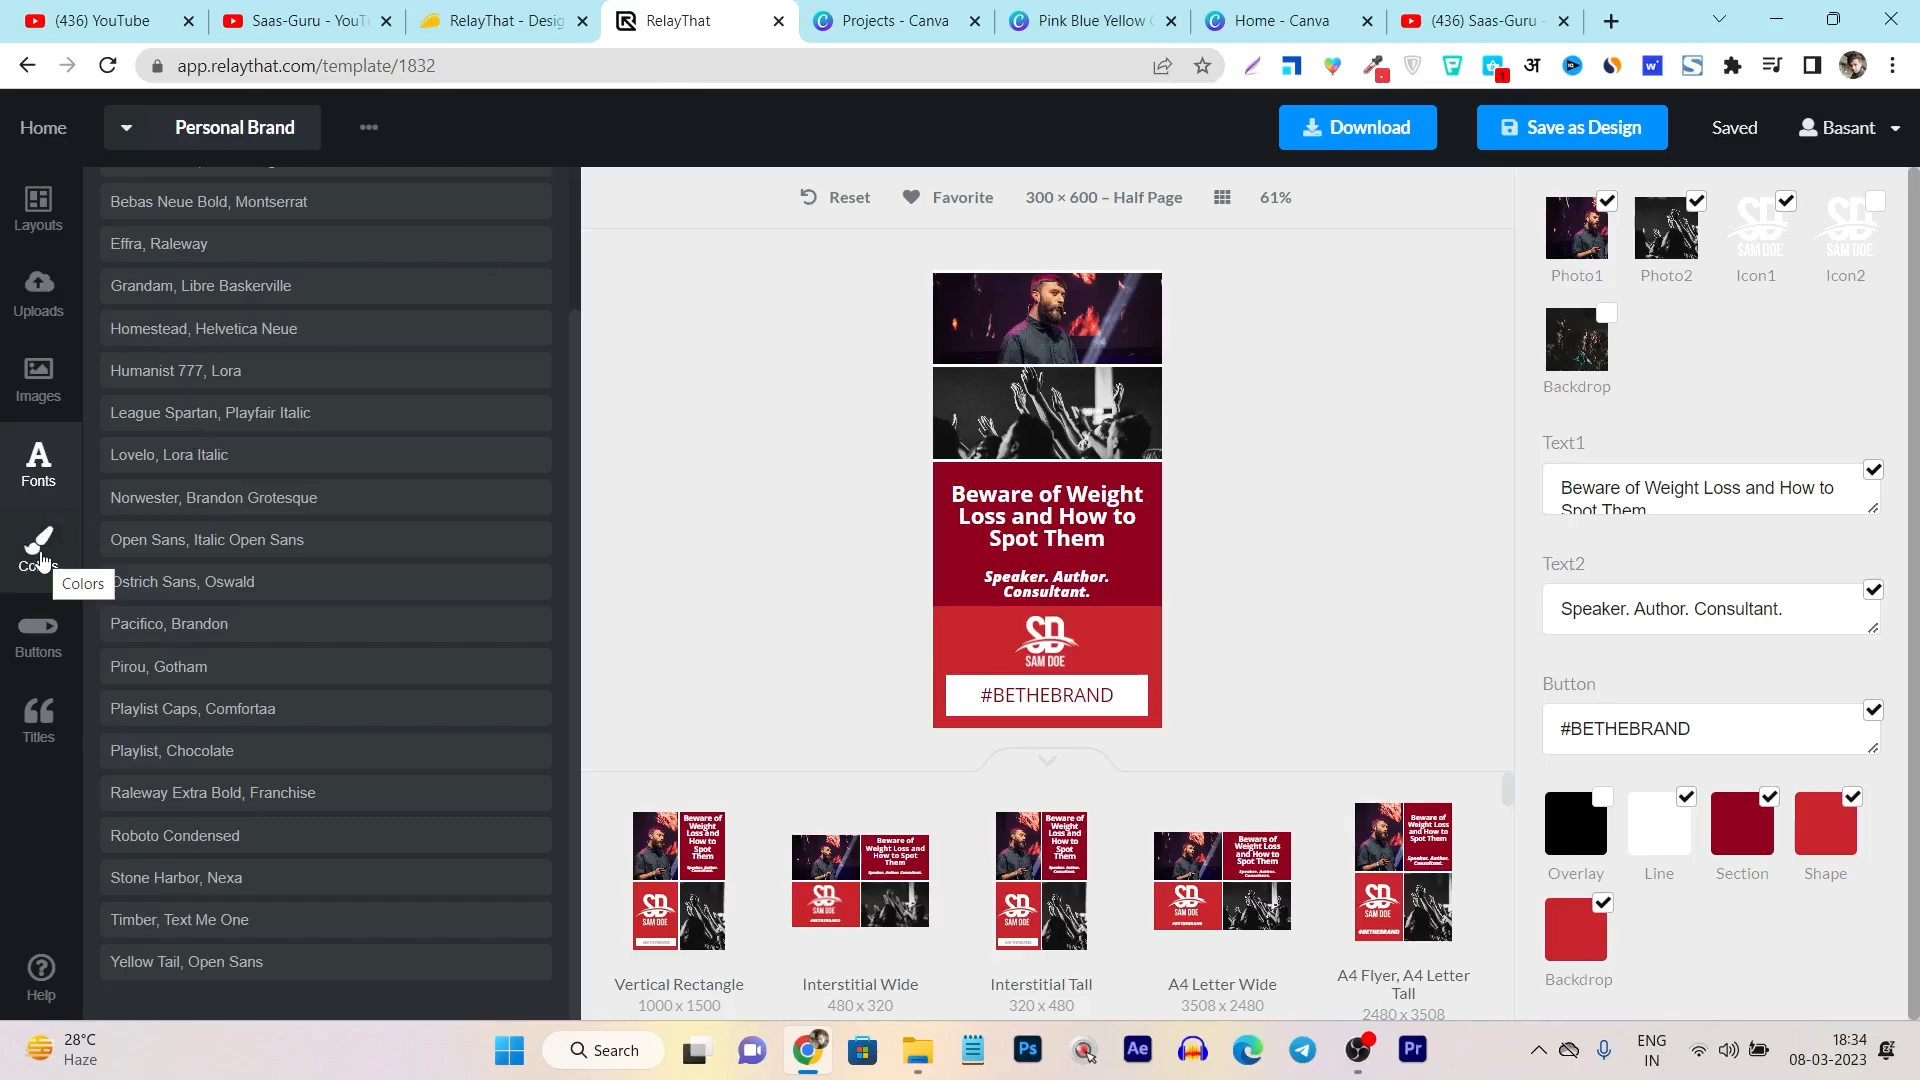 (436) YouTube
Saas-Guru - YouT
RelayThat - Desig
RelayThat
Projects - Canva
Pink Blue Yellow
Home - Canva
(436) Saas-Guru -
app.relaythat.com/template/1832
Home
Personal Brand
Download
Save as Design
Saved
Basant
Layouts
Uploads
Images
Fonts
Colors
Buttons
Titles
Help
Bebas Neue Bold, Montserrat
Effra, Raleway
Grandam, Libre Baskerville
Homestead, Helvetica Neue
Humanist 777, Lora
League Spartan, Playfair Italic
Lovelo, Lora Italic
Norwester, Brandon Grotesque
Open Sans, Italic Open Sans
Ostrich Sans, Oswald
Pacifico, Brandon
Pirou, Gotham
Playlist Caps, Comfortaa
Playlist, Chocolate
Raleway Extra Bold, Franchise
Roboto Condensed
Stone Harbor, Nexa
Timber, Text Me One
Yellow Tail, Open Sans
Reset
Favorite
300 × 600 – Half Page
61%
Beware of Weight
Loss and How to
Spot Them
Speaker. Author.
Consultant.
SD
SAM DOE
#BETHEBRAND
Vertical Rectangle
1000 x 1500
Interstitial Wide
480 x 320
Interstitial Tall
320 x 480
A4 Letter Wide
3508 x 2480
A4 Flyer, A4 Letter
Tall
2480 x 3508
Photo1
Photo2
Icon1
Icon2
Backdrop
Text1
Beware of Weight Loss and How to
Spot Them
Text2
Speaker. Author. Consultant.
Button
#BETHEBRAND
Overlay
Line
Section
Shape
Backdrop
28°C
Haze
Search
Ps
Ae
Pr
ENG
IN
18:34
08-03-2023